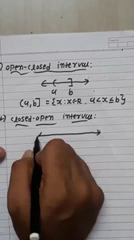 ) open-closed interval:
a b
(a,b] = {x:x∈R, a<x≤b}
) closed-open interval: